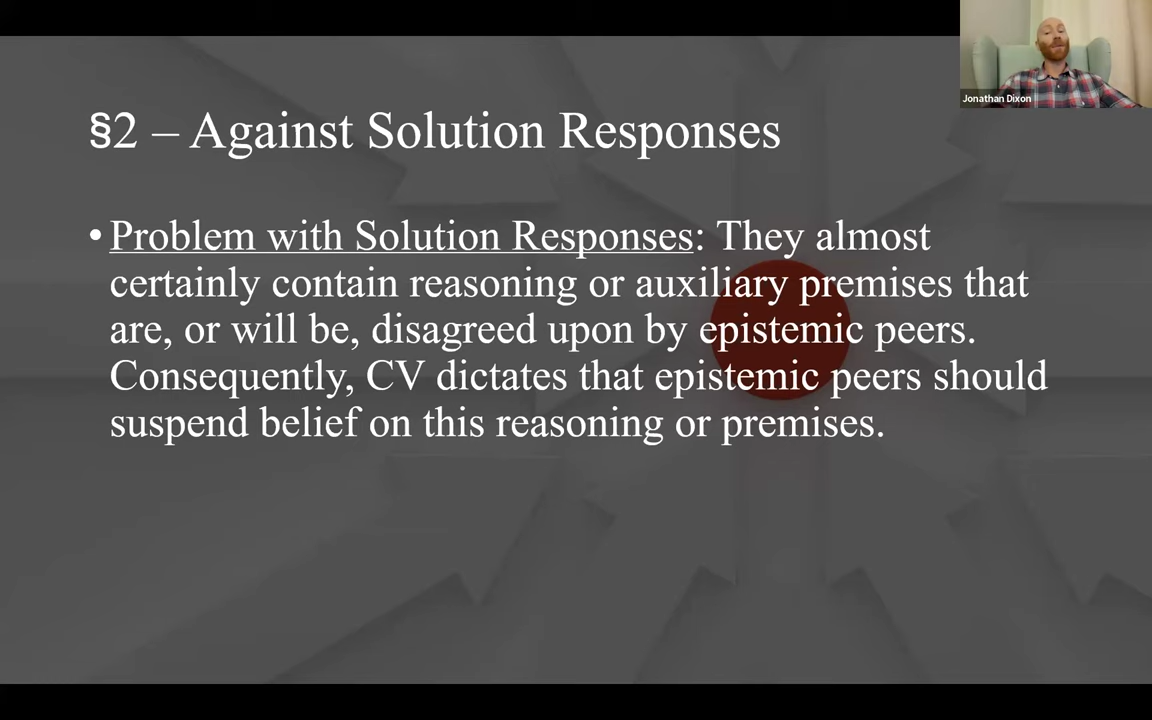 Jonathan Dixon
§2 – Against Solution Responses
• Problem with Solution Responses: They almost
certainly contain reasoning or auxiliary premises that
are, or will be, disagreed upon by epistemic peers.
Consequently, CV dictates that epistemic peers should
suspend belief on this reasoning or premises.